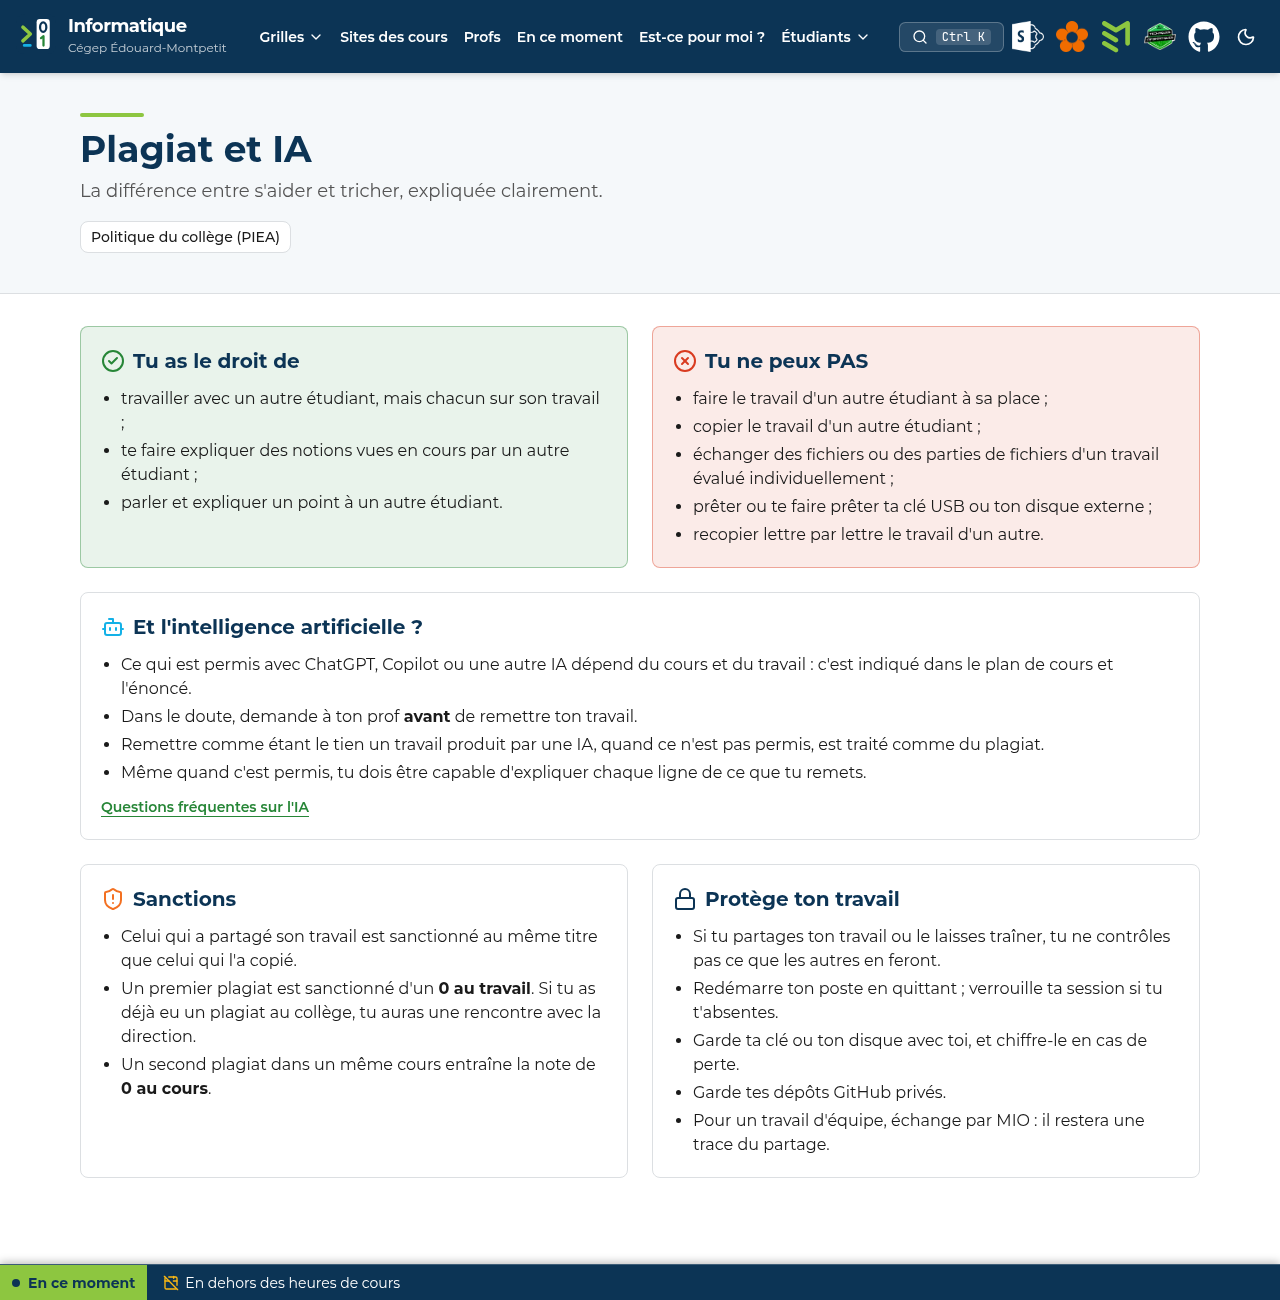 Informatique
Cégep Édouard-Montpetit
Grilles
Sites des cours
Profs
En ce moment
Est-ce pour moi ?
Étudiants
Ctrl K
Plagiat et IA
La différence entre s'aider et tricher, expliquée clairement.
Politique du collège (PIEA)
Tu as le droit de
travailler avec un autre étudiant, mais chacun sur son travail
;
te faire expliquer des notions vues en cours par un autre
étudiant ;
parler et expliquer un point à un autre étudiant.
Tu ne peux PAS
faire le travail d'un autre étudiant à sa place ;
copier le travail d'un autre étudiant ;
échanger des fichiers ou des parties de fichiers d'un travail
évalué individuellement ;
prêter ou te faire prêter ta clé USB ou ton disque externe ;
recopier lettre par lettre le travail d'un autre.
Et l'intelligence artificielle ?
Ce qui est permis avec ChatGPT, Copilot ou une autre IA dépend du cours et du travail : c'est indiqué dans le plan de cours et
l'énoncé.
Dans le doute, demande à ton prof avant de remettre ton travail.
Remettre comme étant le tien un travail produit par une IA, quand ce n'est pas permis, est traité comme du plagiat.
Même quand c'est permis, tu dois être capable d'expliquer chaque ligne de ce que tu remets.
Questions fréquentes sur l'IA
Sanctions
Celui qui a partagé son travail est sanctionné au même titre
que celui qui l'a copié.
Un premier plagiat est sanctionné d'un 0 au travail. Si tu as
déjà eu un plagiat au collège, tu auras une rencontre avec la
direction.
Un second plagiat dans un même cours entraîne la note de
0 au cours.
Protège ton travail
Si tu partages ton travail ou le laisses traîner, tu ne contrôles
pas ce que les autres en feront.
Redémarre ton poste en quittant ; verrouille ta session si tu
t'absentes.
Garde ta clé ou ton disque avec toi, et chiffre-le en cas de
perte.
Garde tes dépôts GitHub privés.
Pour un travail d'équipe, échange par MIO : il restera une
trace du partage.
En ce moment
En dehors des heures de cours